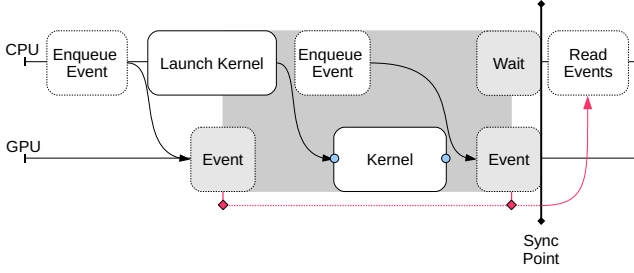 CPU
Enqueue
Event
Launch Kernel
Enqueue
Event
Wait
Read
Events
GPU
Event
Kernel
Event
Sync
Point